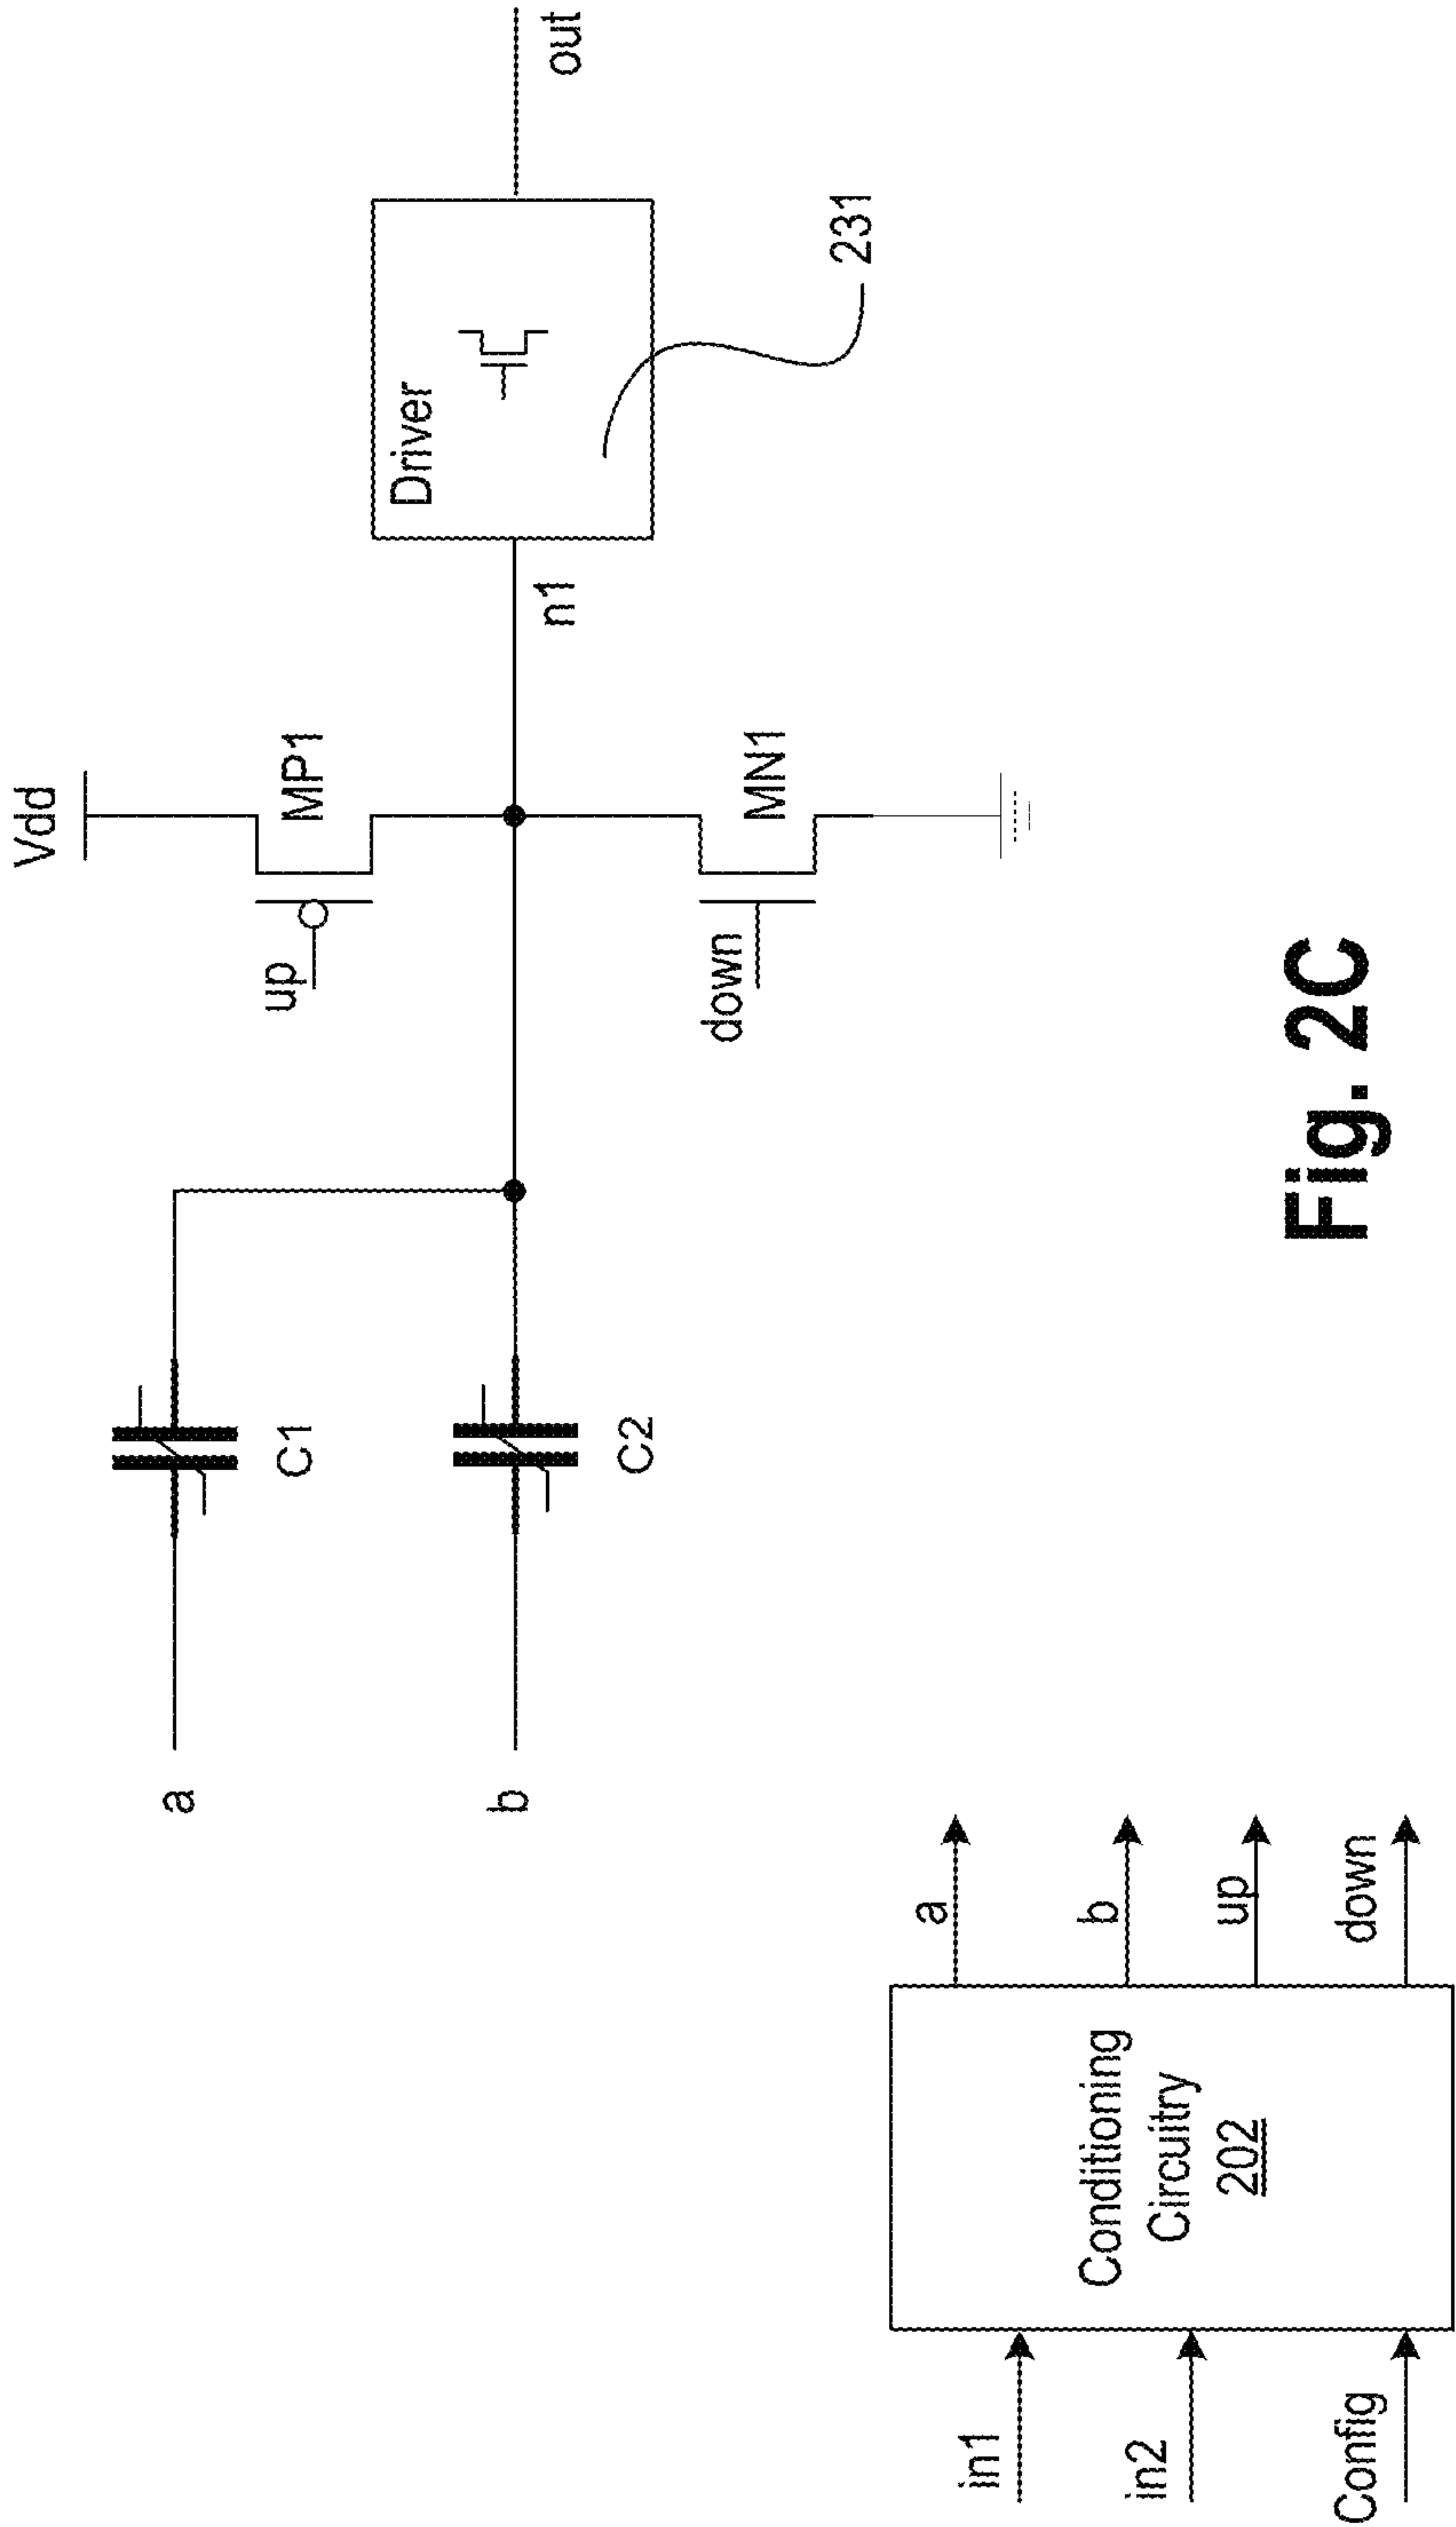 Vdd
up
MP1
a
C1
Driver
b
C2
n1
out
down
MN1
231
in1
in2
Config
Conditioning
Circuitry
202
a
b
up
down
Fig. 2C